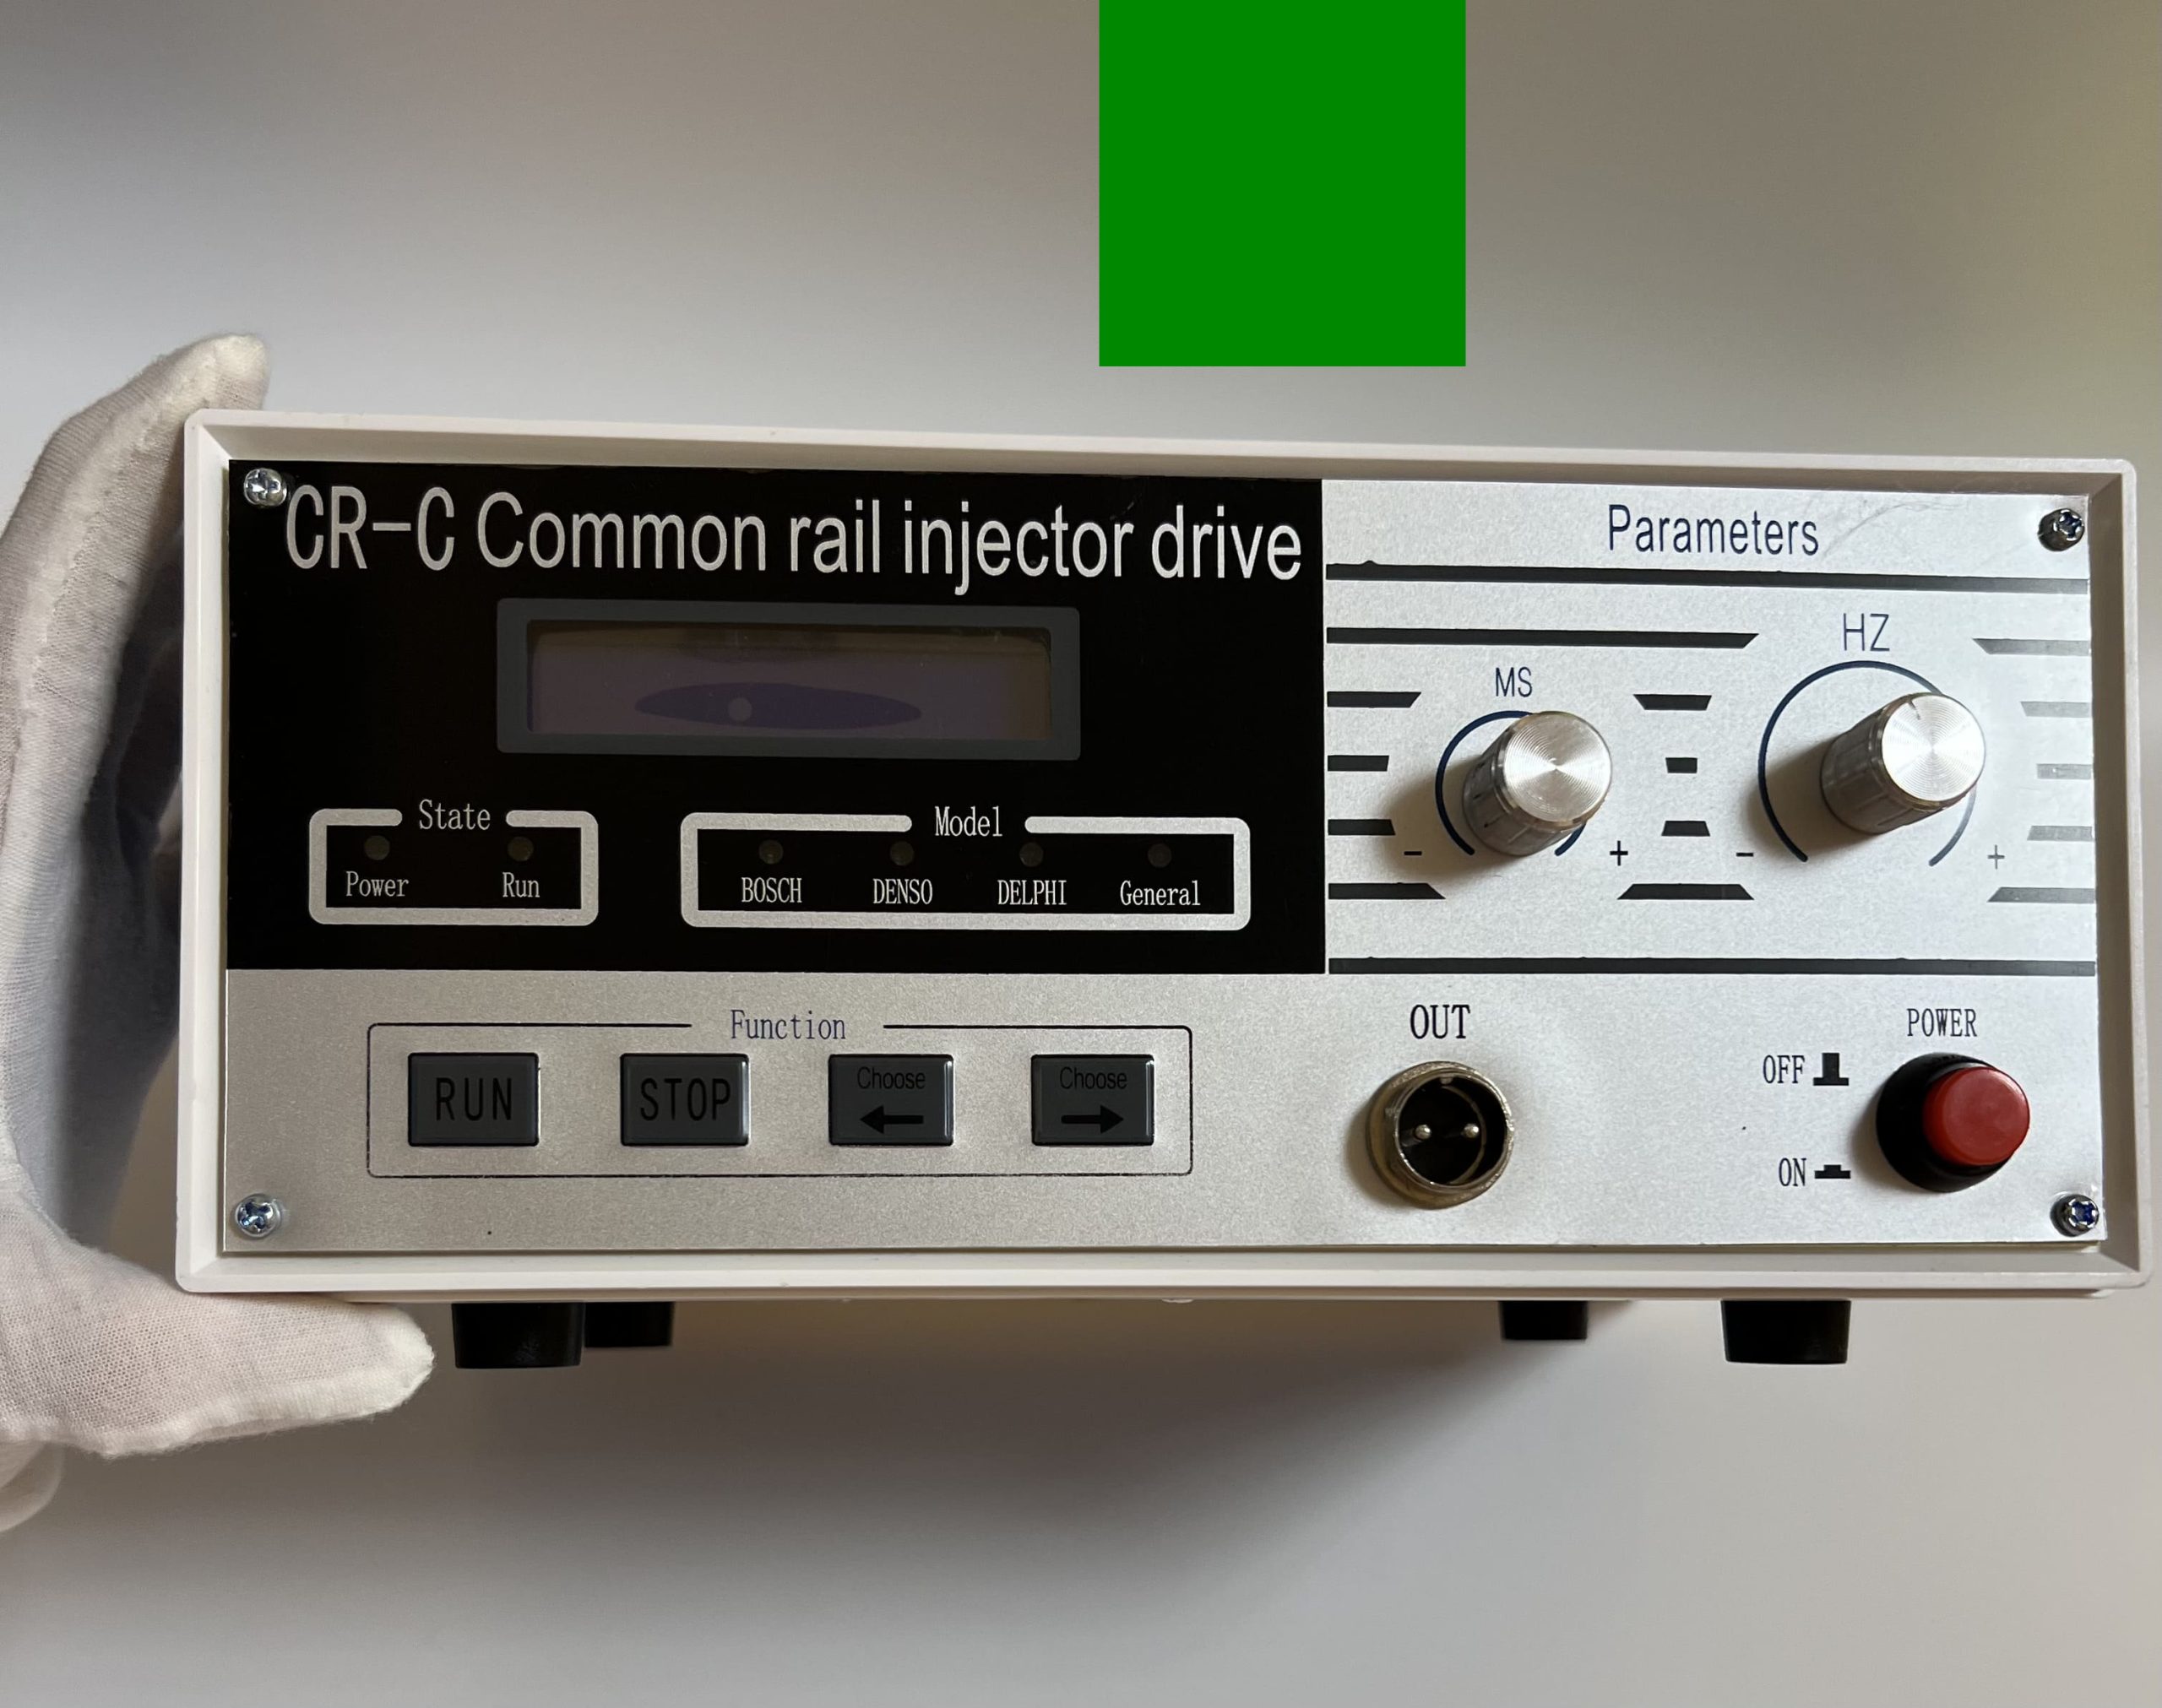 CR-C Common rail injector drive
Parameters
HZ
MS
- +
- +
State
Power Run
Model
BOSCH DENSO DELPHI General
Function
RUN
STOP
Choose
←
Choose
→
OUT
POWER
OFF
ON